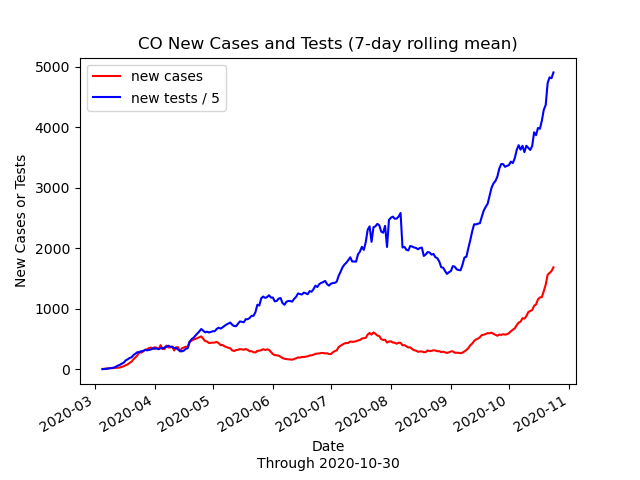 CO New Cases and Tests (7-day rolling mean)
new cases
new tests / 5
New Cases or Tests
5000
4000
3000
2000
1000
0
2020-03
2020-04
2020-05
2020-06
2020-07
2020-08
2020-09
2020-10
2020-11
Date
Through 2020-10-30